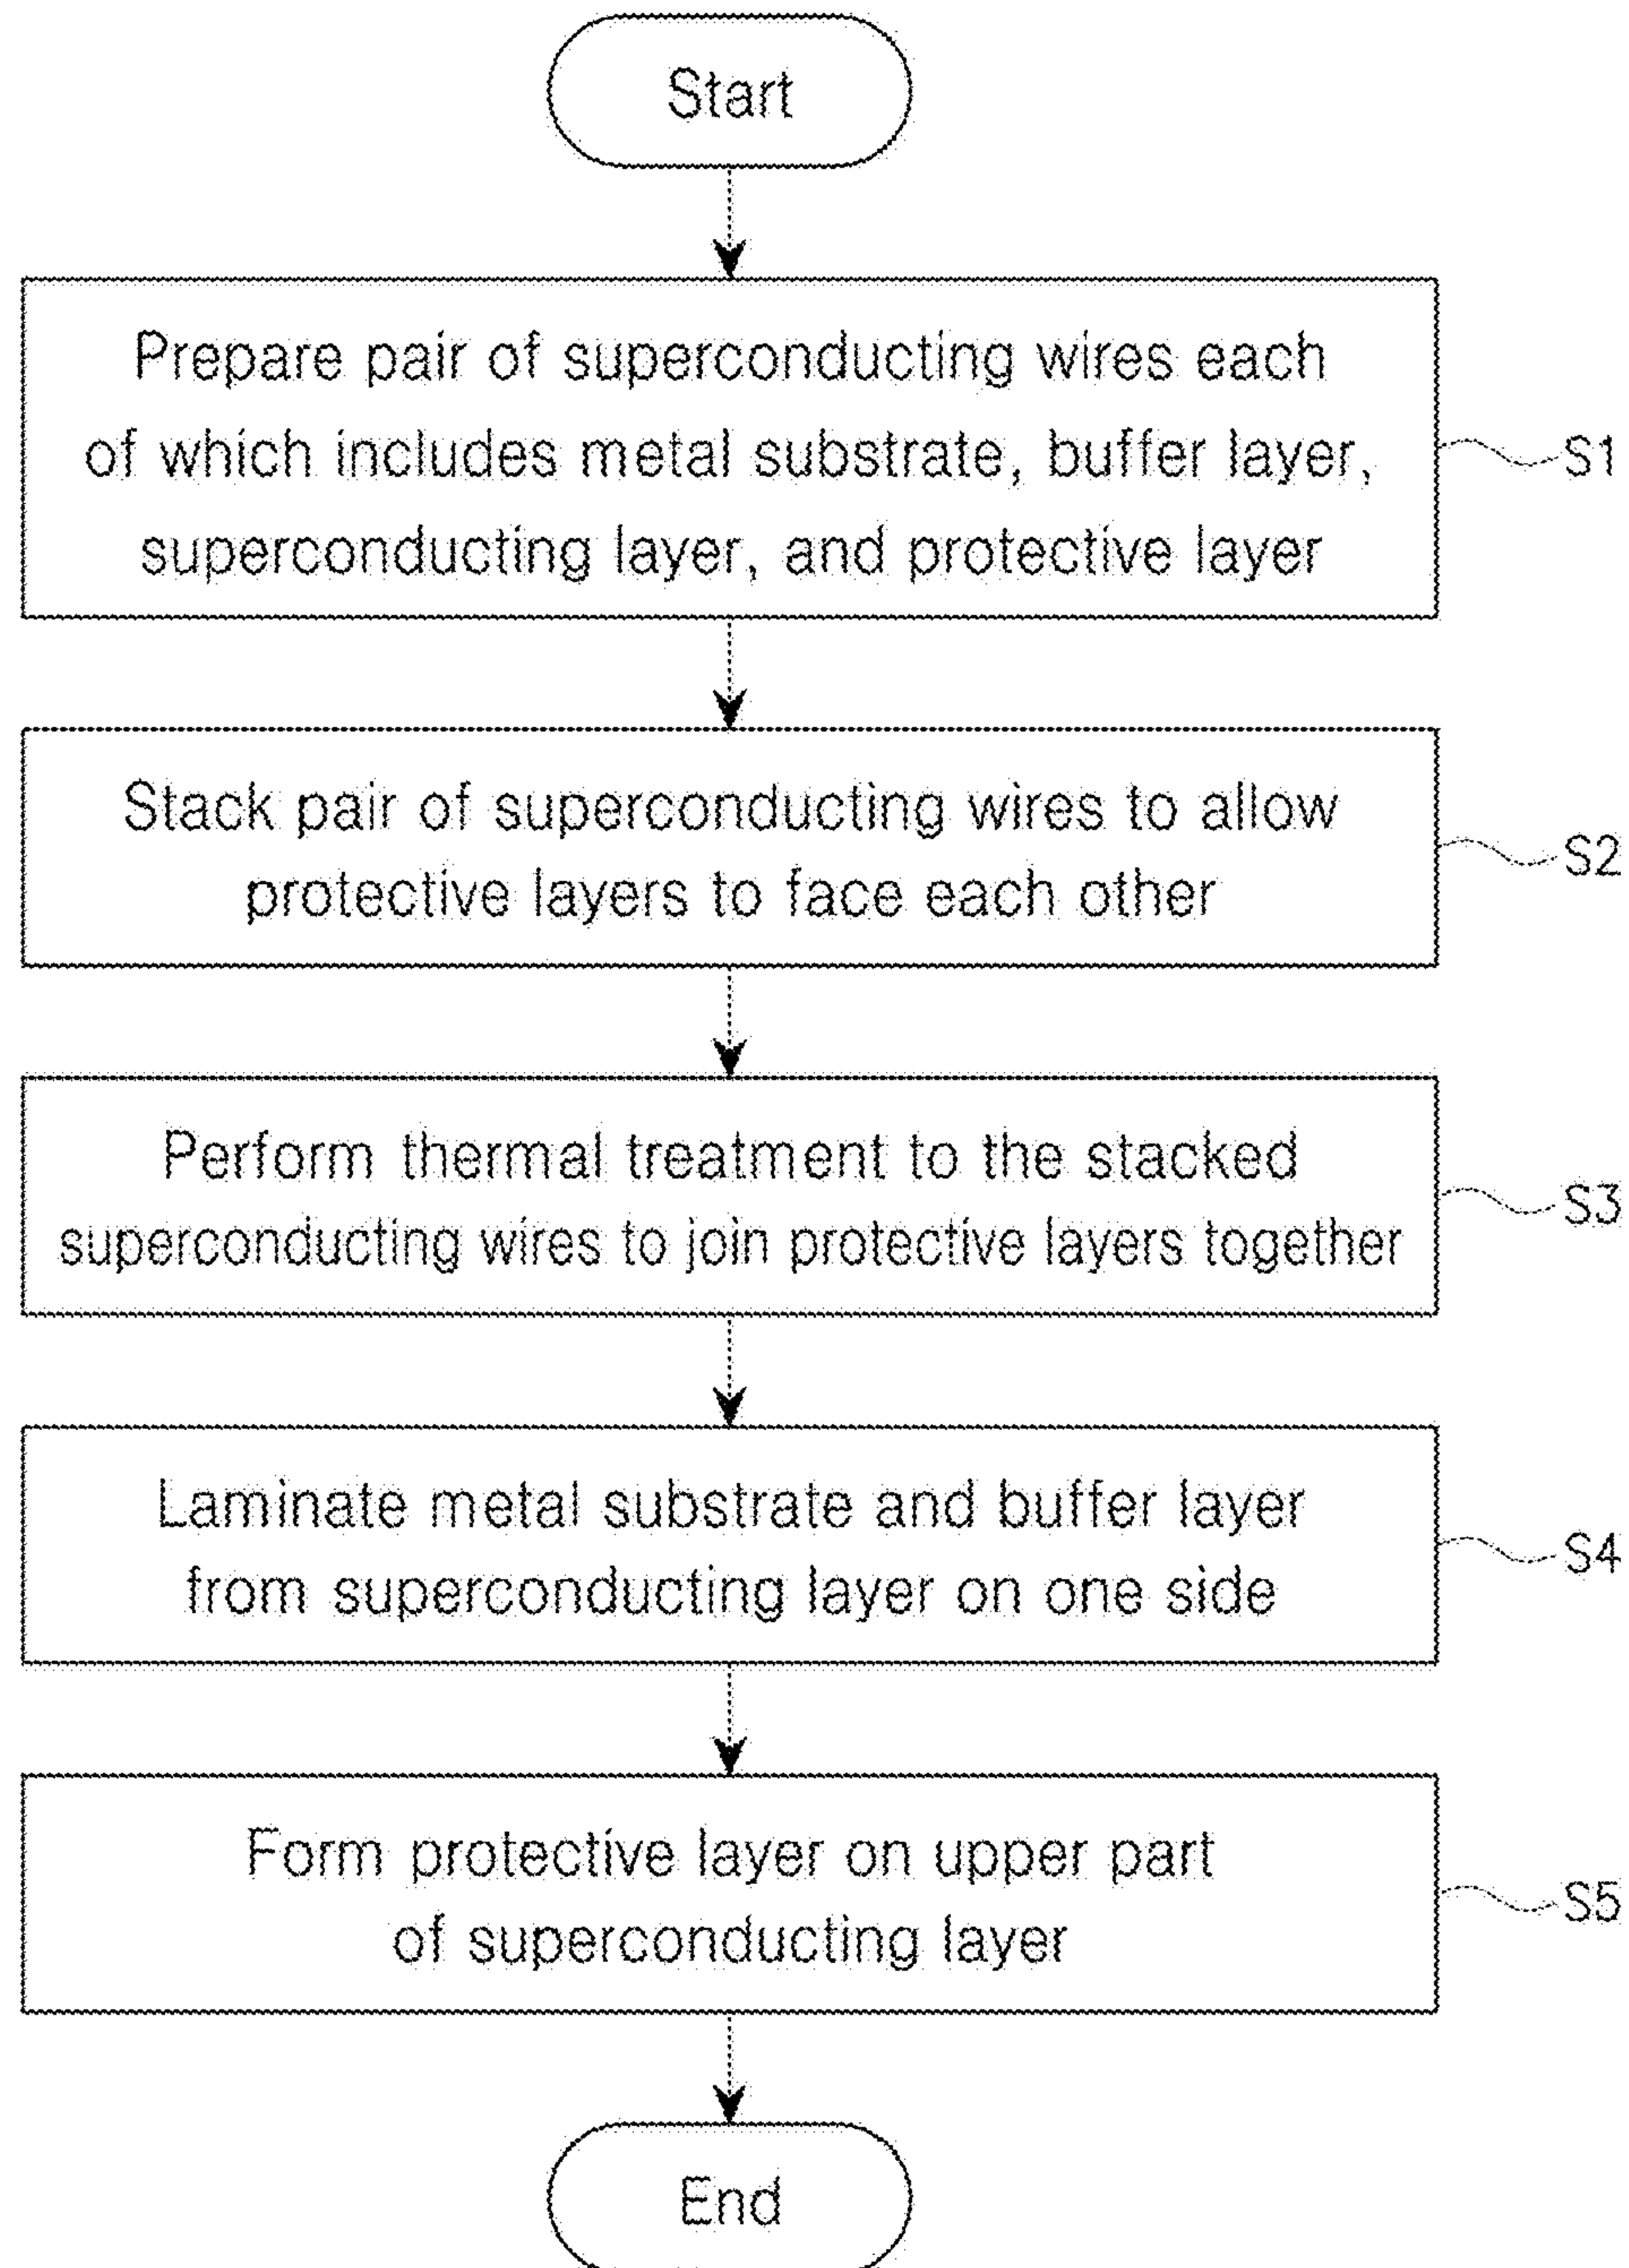 Start
Prepare pair of superconducting wires each
of which includes metal substrate, buffer layer,
superconducting layer, and protective layer
S1
Stack pair of superconducting wires to allow
protective layers to face each other
S2
Perform thermal treatment to the stacked
superconducting wires to join protective layers together
S3
Laminate metal substrate and buffer layer
from superconducting layer on one side
S4
Form protective layer on upper part
of superconducting layer
S5
End